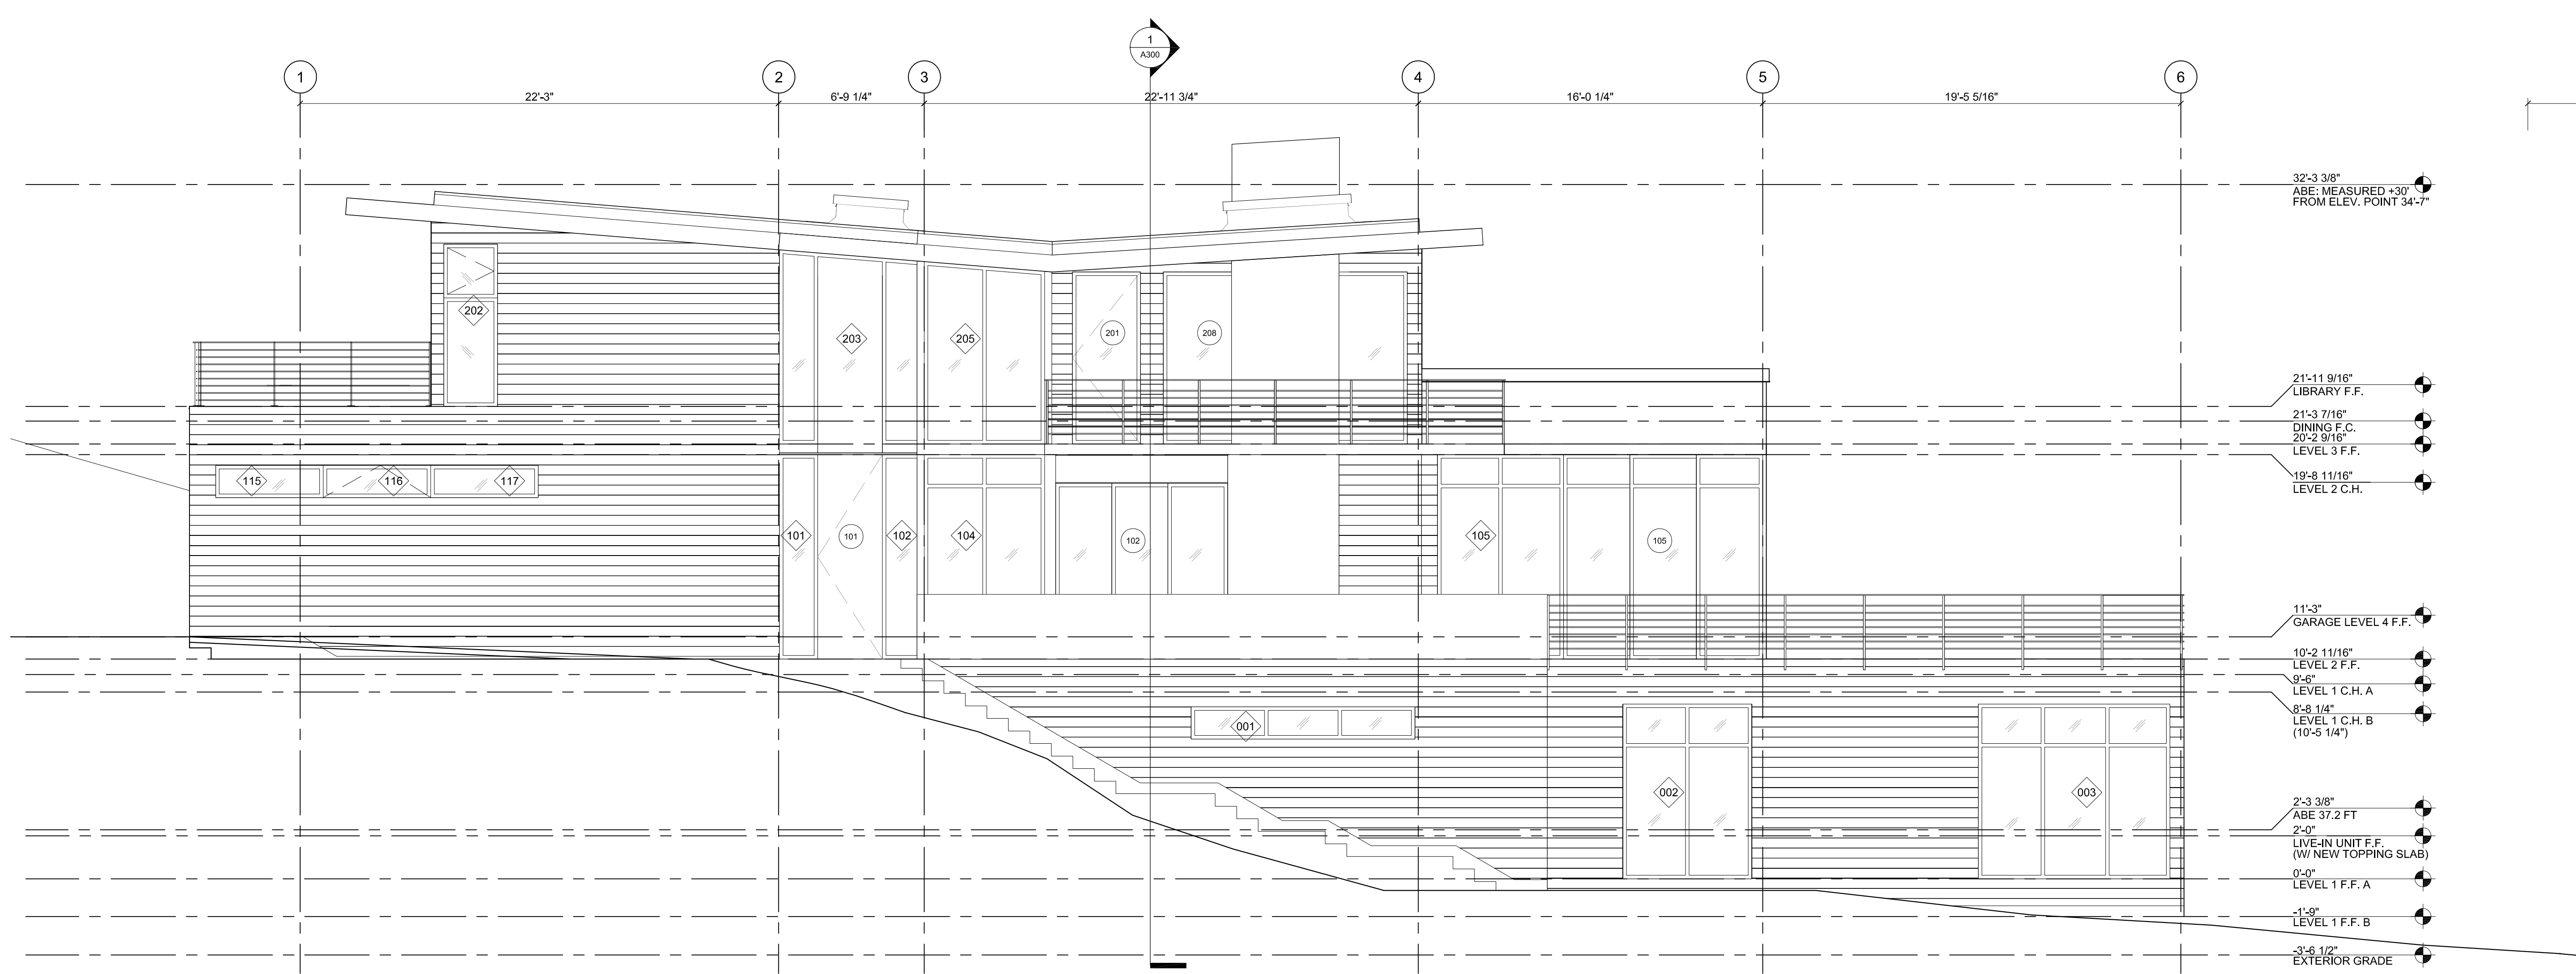 1
A300
1
2
3
4
5
6
22'-3"
6'-9 1/4"
22'-11 3/4"
16'-0 1/4"
19'-5 5/16"
32'-3 3/8"
ABE: MEASURED +30'
FROM ELEV. POINT 34'-7"
202
203
205
201
208
21'-11 9/16"
LIBRARY F.F.
21'-3 7/16"
DINING F.C.
20'-2 9/16"
LEVEL 3 F.F.
19'-8 11/16"
LEVEL 2 C.H.
115
116
117
101
101
102
104
102
105
105
11'-3"
GARAGE LEVEL 4 F.F.
10'-2 11/16"
LEVEL 2 F.F.
9'-6"
LEVEL 1 C.H. A
8'-8 1/4"
LEVEL 1 C.H. B
(10'-5 1/4")
001
002
003
2'-3 3/8"
ABE 37.2 FT
2'-0"
LIVE-IN UNIT F.F.
(W/ NEW TOPPING SLAB)
0'-0"
LEVEL 1 F.F. A
-1'-9"
LEVEL 1 F.F. B
-3'-6 1/2"
EXTERIOR GRADE